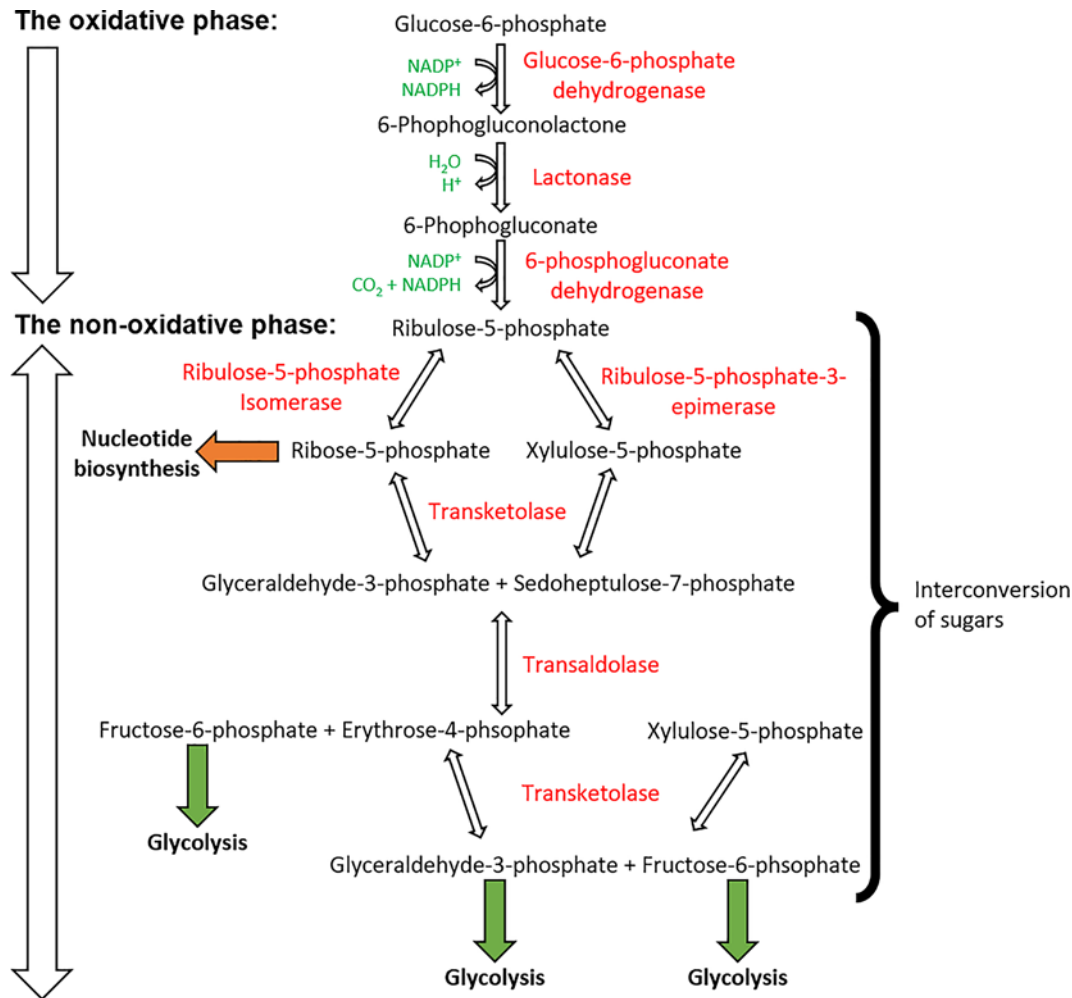 The oxidative phase:
Glucose-6-phosphate
NADP⁺
NADPH
Glucose-6-phosphate
dehydrogenase
6-Phophogluconolactone
H₂O
H⁺
Lactonase
6-Phophogluconate
NADP⁺
CO₂ + NADPH
6-phosphogluconate
dehydrogenase
The non-oxidative phase:
Ribulose-5-phosphate
Ribulose-5-phosphate
Isomerase
Ribulose-5-phosphate-3-
epimerase
Nucleotide
biosynthesis
Ribose-5-phosphate
Xylulose-5-phosphate
Transketolase
Glyceraldehyde-3-phosphate + Sedoheptulose-7-phosphate
Interconversion
of sugars
Transaldolase
Fructose-6-phosphate + Erythrose-4-phsophate
Xylulose-5-phosphate
Transketolase
Glycolysis
Glyceraldehyde-3-phosphate + Fructose-6-phsophate
Glycolysis
Glycolysis